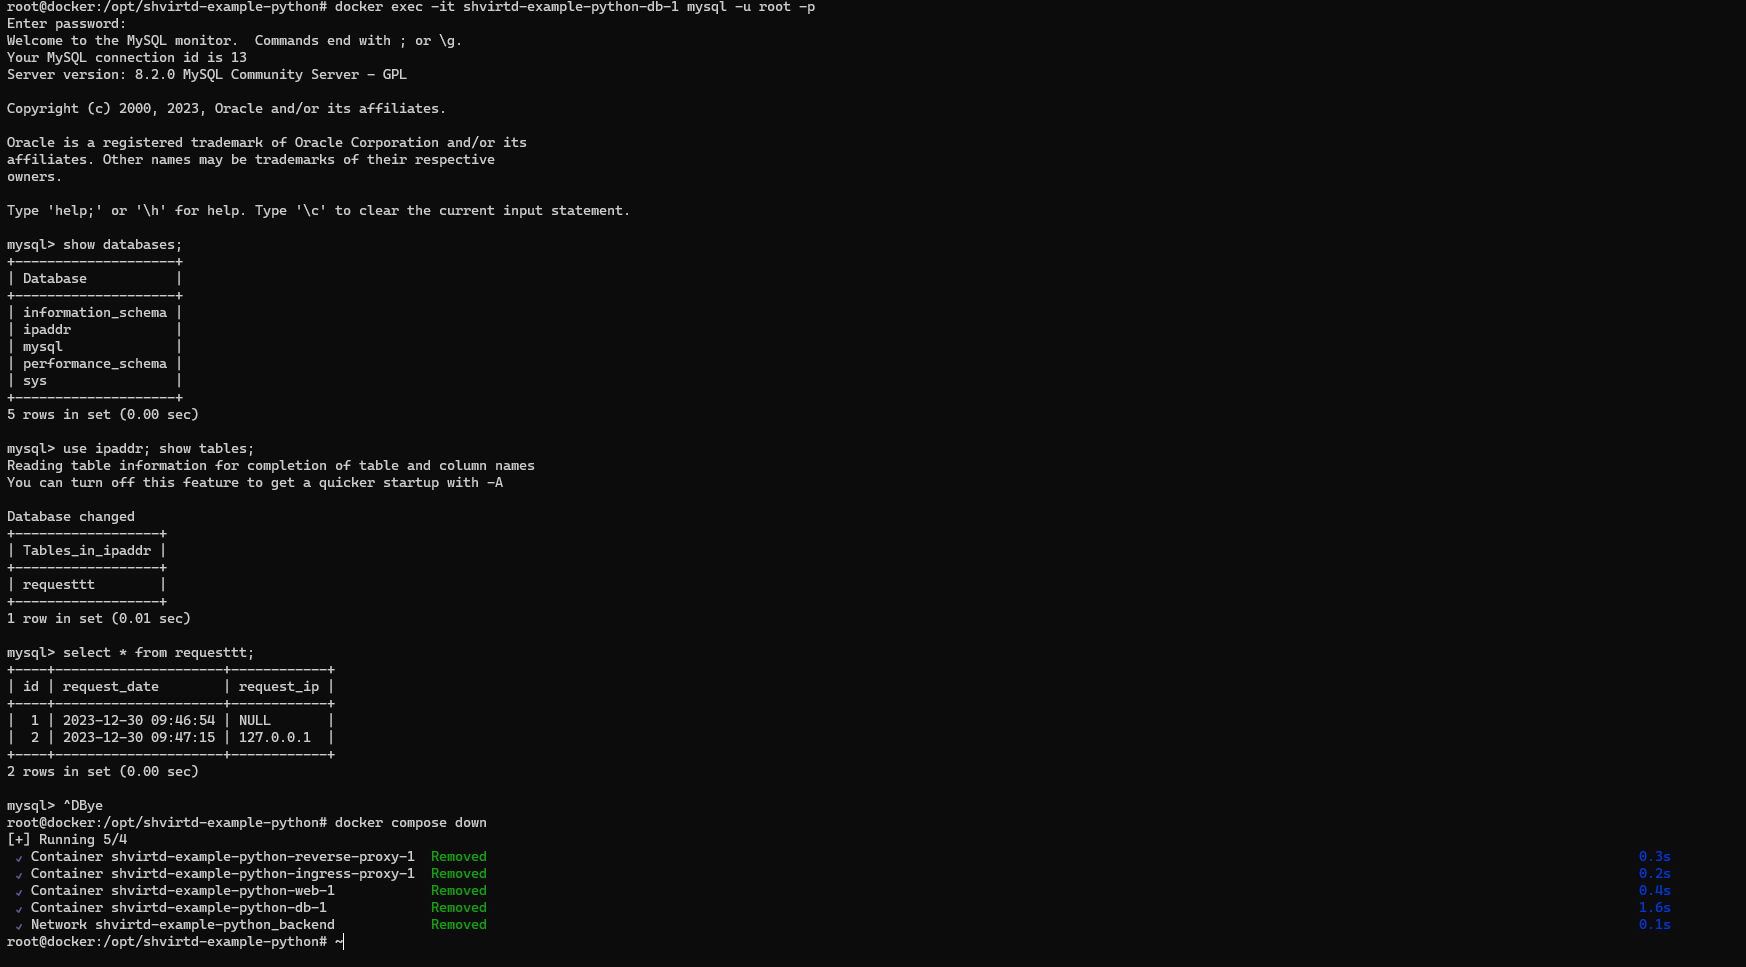 root@docker:/opt/shvirtd-example-python# docker exec -it shvirtd-example-python-db-1 mysql -u root -p
Enter password:
Welcome to the MySQL monitor.  Commands end with ; or \g.
Your MySQL connection id is 13
Server version: 8.2.0 MySQL Community Server - GPL

Copyright (c) 2000, 2023, Oracle and/or its affiliates.

Oracle is a registered trademark of Oracle Corporation and/or its
affiliates. Other names may be trademarks of their respective
owners.

Type 'help;' or '\h' for help. Type '\c' to clear the current input statement.

mysql> show databases;
+--------------------+
| Database           |
+--------------------+
| information_schema |
| ipaddr             |
| mysql              |
| performance_schema |
| sys                |
+--------------------+
5 rows in set (0.00 sec)

mysql> use ipaddr; show tables;
Reading table information for completion of table and column names
You can turn off this feature to get a quicker startup with -A

Database changed
+------------------+
| Tables_in_ipaddr |
+------------------+
| requesttt        |
+------------------+
1 row in set (0.01 sec)

mysql> select * from requesttt;
+----+---------------------+------------+
| id | request_date        | request_ip |
+----+---------------------+------------+
|  1 | 2023-12-30 09:46:54 | NULL       |
|  2 | 2023-12-30 09:47:15 | 127.0.0.1  |
+----+---------------------+------------+
2 rows in set (0.00 sec)

mysql> ^DBye
root@docker:/opt/shvirtd-example-python# docker compose down
[+] Running 5/4
 ✔ Container shvirtd-example-python-reverse-proxy-1  Removed 0.3s
 ✔ Container shvirtd-example-python-ingress-proxy-1  Removed 0.2s
 ✔ Container shvirtd-example-python-web-1            Removed 0.4s
 ✔ Container shvirtd-example-python-db-1             Removed 1.6s
 ✔ Network shvirtd-example-python_backend            Removed 0.1s
root@docker:/opt/shvirtd-example-python# ~